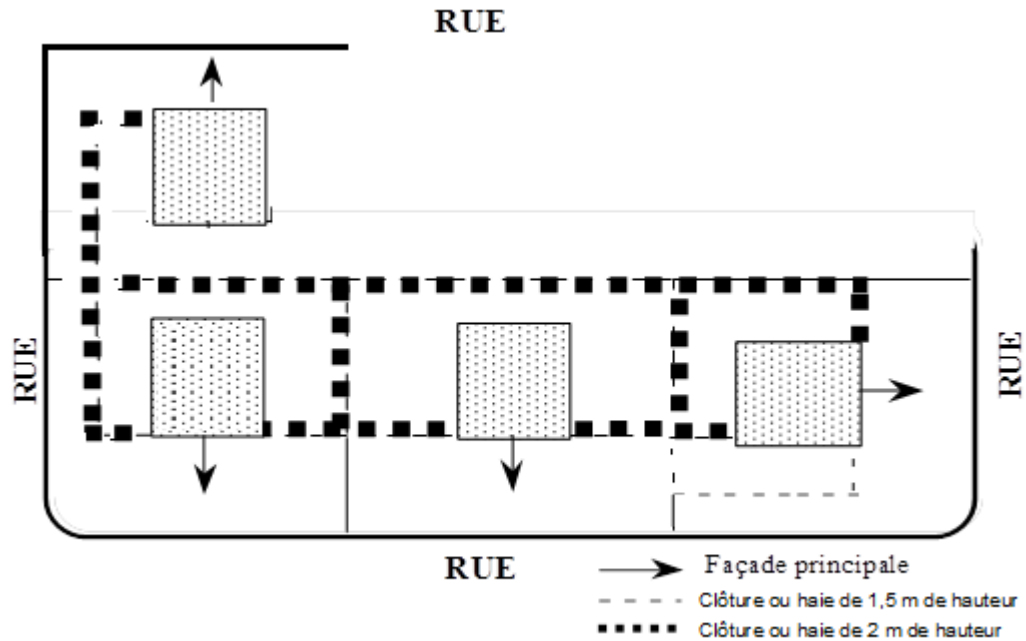 RUE
RUE
RUE
RUE
Façade principale
Clôture ou haie de 1,5 m de hauteur
Clôture ou haie de 2 m de hauteur